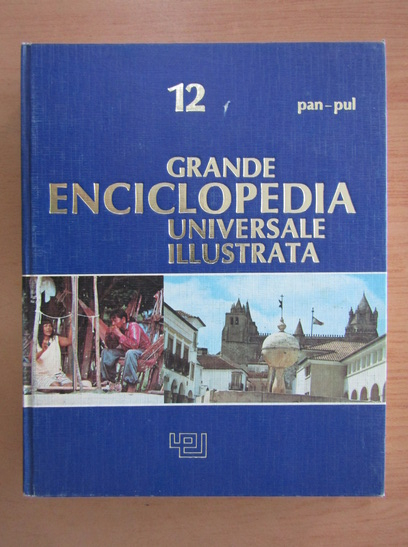 12
pan-pul
GRANDE
ENCICLOPEDIA
UNIVERSALE
ILLUSTRATA